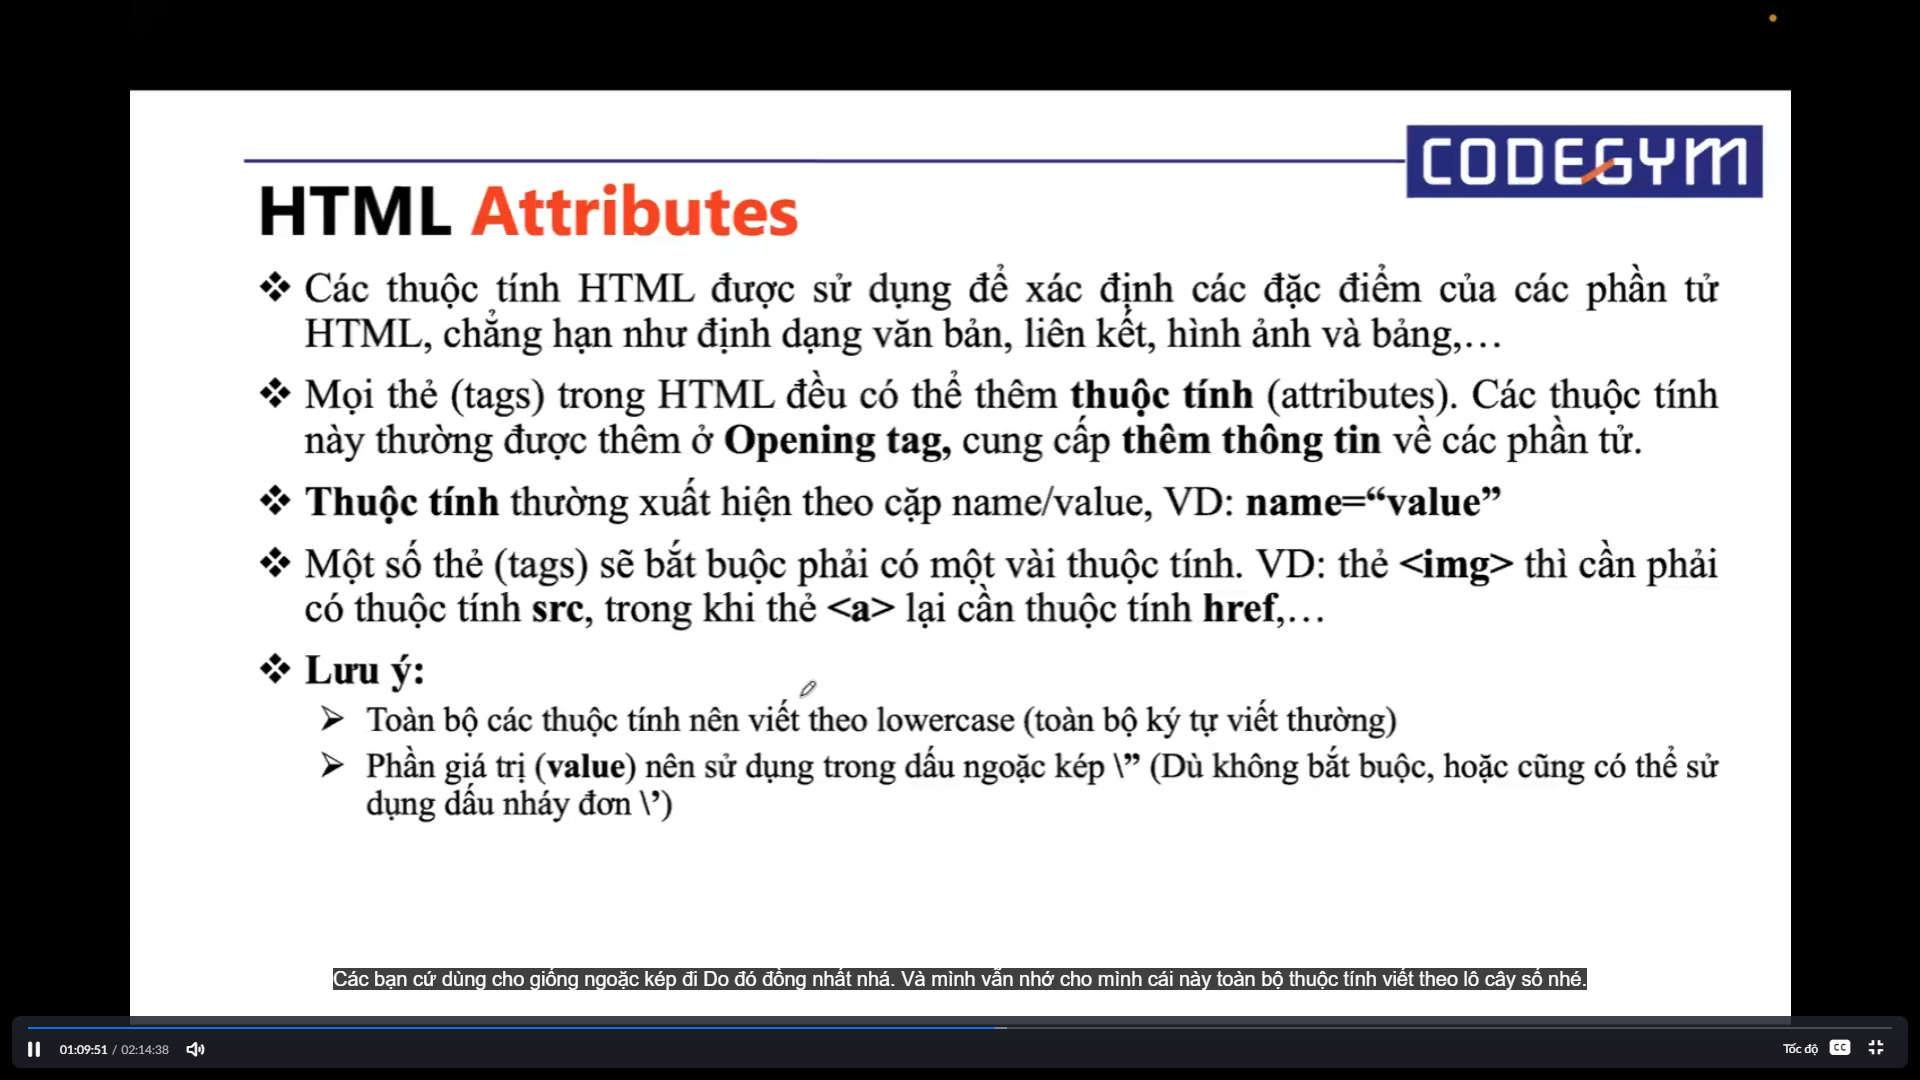 CODEGYM
HTML Attributes
❖ Các thuộc tính HTML được sử dụng để xác định các đặc điểm của các phần tử
HTML, chẳng hạn như định dạng văn bản, liên kết, hình ảnh và bảng,…
❖ Mọi thẻ (tags) trong HTML đều có thể thêm thuộc tính (attributes). Các thuộc tính
này thường được thêm ở Opening tag, cung cấp thêm thông tin về các phần tử.
❖ Thuộc tính thường xuất hiện theo cặp name/value, VD: name=“value”
❖ Một số thẻ (tags) sẽ bắt buộc phải có một vài thuộc tính. VD: thẻ <img> thì cần phải
có thuộc tính src, trong khi thẻ <a> lại cần thuộc tính href,…
❖ Lưu ý:
➢ Toàn bộ các thuộc tính nên viết theo lowercase (toàn bộ ký tự viết thường)
➢ Phần giá trị (value) nên sử dụng trong dấu ngoặc kép \” (Dù không bắt buộc, hoặc cũng có thể sử
dụng dấu nháy đơn \’)
Các bạn cứ dùng cho giống ngoặc kép đi Do đó đồng nhất nhá. Và mình vẫn nhớ cho mình cái này toàn bộ thuộc tính viết theo lô cây số nhé.
01:09:51 / 02:14:38
Tốc độ CC